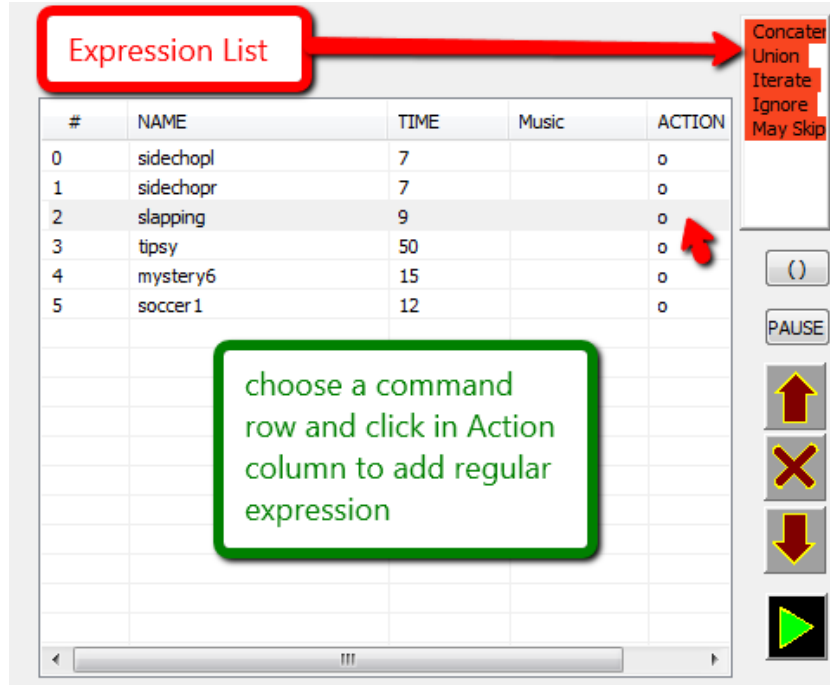 Expression List
Concaten
Union
Iterate
Ignore
May Skip
# NAME TIME Music ACTION
0 sidechopl 7 o
1 sidechopr 7 o
2 slapping 9 o
3 tipsy 50 o
4 mystery6 15 o
5 soccer1 12 o
()
PAUSE
choose a command
row and click in Action
column to add regular
expression